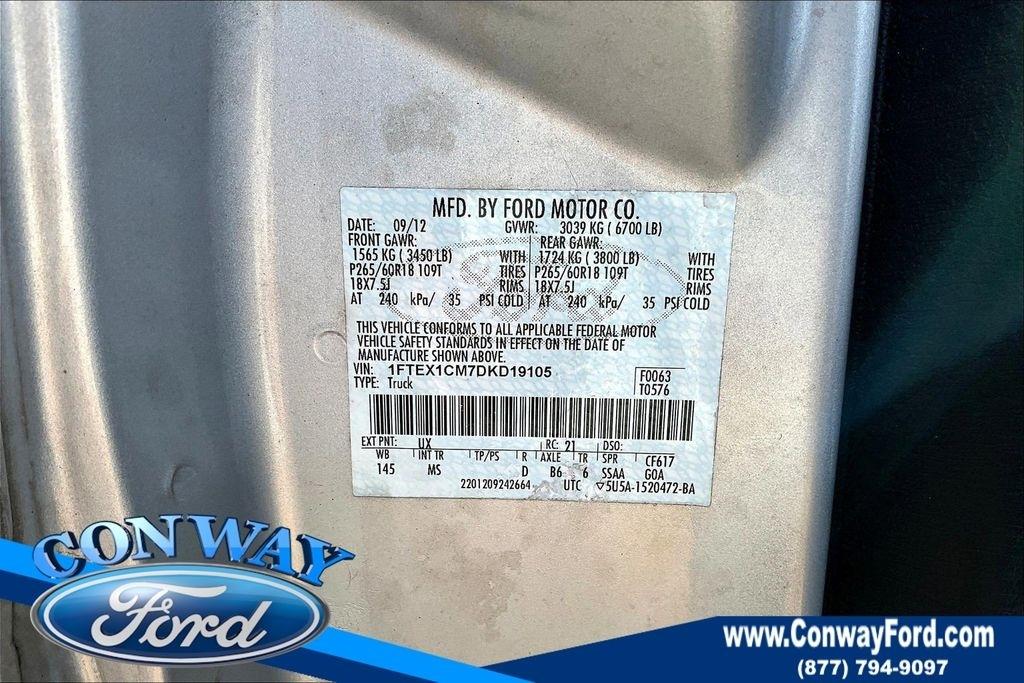 MFD. BY FORD MOTOR CO.
DATE: 09/12 GVWR: 3039 KG ( 6700 LB)
FRONT GAWR: REAR GAWR:
1565 KG ( 3450 LB) WITH 1724 KG ( 3800 LB) WITH
P265/60R18 109T TIRES P265/60R18 109T TIRES
18X7.5J RIMS 18X7.5J RIMS
AT 240 kPa/ 35 PSI COLD AT 240 kPa/ 35 PSI COLD
Ford
THIS VEHICLE CONFORMS TO ALL APPLICABLE FEDERAL MOTOR
VEHICLE SAFETY STANDARDS IN EFFECT ON THE DATE OF
MANUFACTURE SHOWN ABOVE.
VIN: 1FTEX1CM7DKD19105 F0063
TYPE: Truck T0576
EXT PNT: UX RC: 21 DSO:
WB INT TR TP/PS R AXLE TR SPR CF617
145 MS D B6 6 SSAA G0A
2201209242664 UTC ▽5U5A-1520472-BA
CONWAY
Ford
www.ConwayFord.com
(877) 794-9097